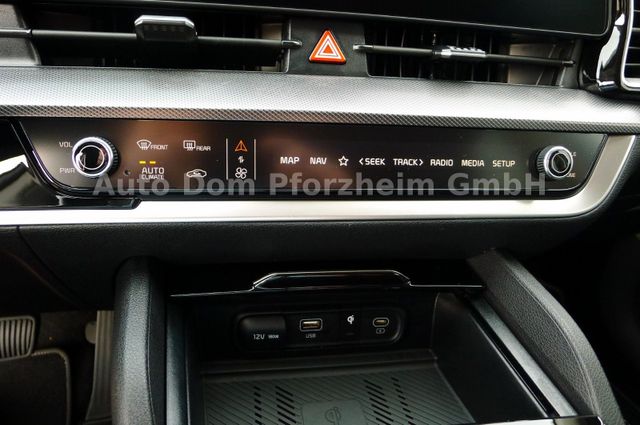 VOL
FRONT
REAR
MAP NAV ☆ <SEEK TRACK> RADIO MEDIA SETUP
PWR
AUTO
CLIMATE
Auto Dom Pforzheim GmbH
12V 180W
USB